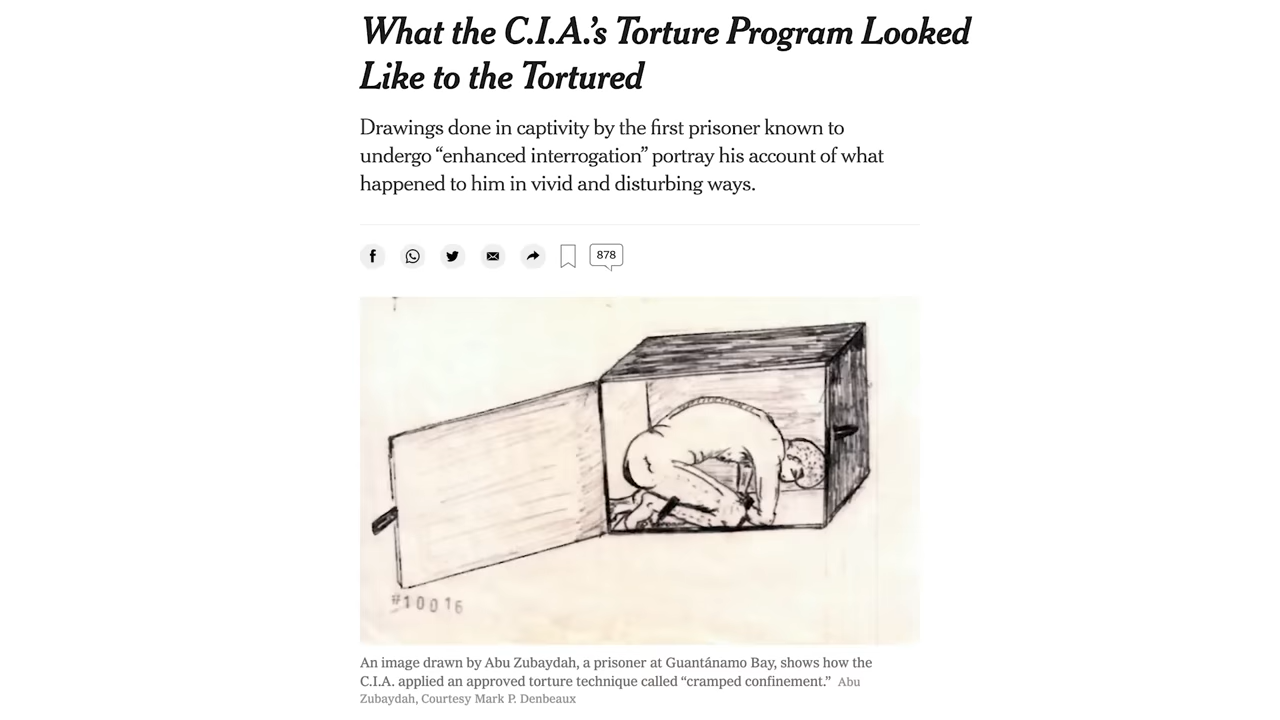 What the C.I.A.’s Torture Program Looked
Like to the Tortured
Drawings done in captivity by the first prisoner known to
undergo “enhanced interrogation” portray his account of what
happened to him in vivid and disturbing ways.
878
#10016
An image drawn by Abu Zubaydah, a prisoner at Guantánamo Bay, shows how the
C.I.A. applied an approved torture technique called “cramped confinement.” Abu
Zubaydah, Courtesy Mark P. Denbeaux